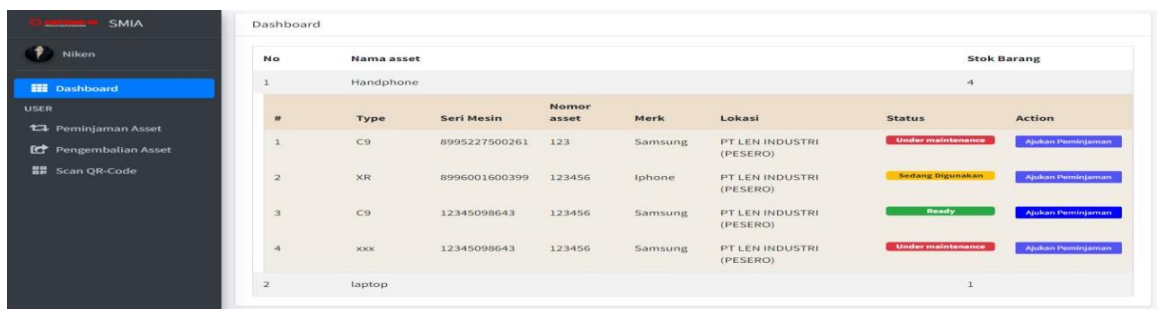 SMIA
Niken
Dashboard
USER
Peminjaman Asset
Pengembalian Asset
Scan QR-Code
Dashboard
No Nama asset Stok Barang
1 Handphone 4
# Type Seri Mesin Nomor asset Merk Lokasi Status Action
1 C9 8995227500261 123 Samsung PT LEN INDUSTRI (PESERO) Under maintenance Ajukan Peminjaman
2 XR 8996001600399 123456 Iphone PT LEN INDUSTRI (PESERO) Sedang Digunakan Ajukan Peminjaman
3 C9 12345098643 123456 Samsung PT LEN INDUSTRI (PESERO) Ready Ajukan Peminjaman
4 xxx 12345098643 123456 Samsung PT LEN INDUSTRI (PESERO) Under maintenance Ajukan Peminjaman
2 laptop 1